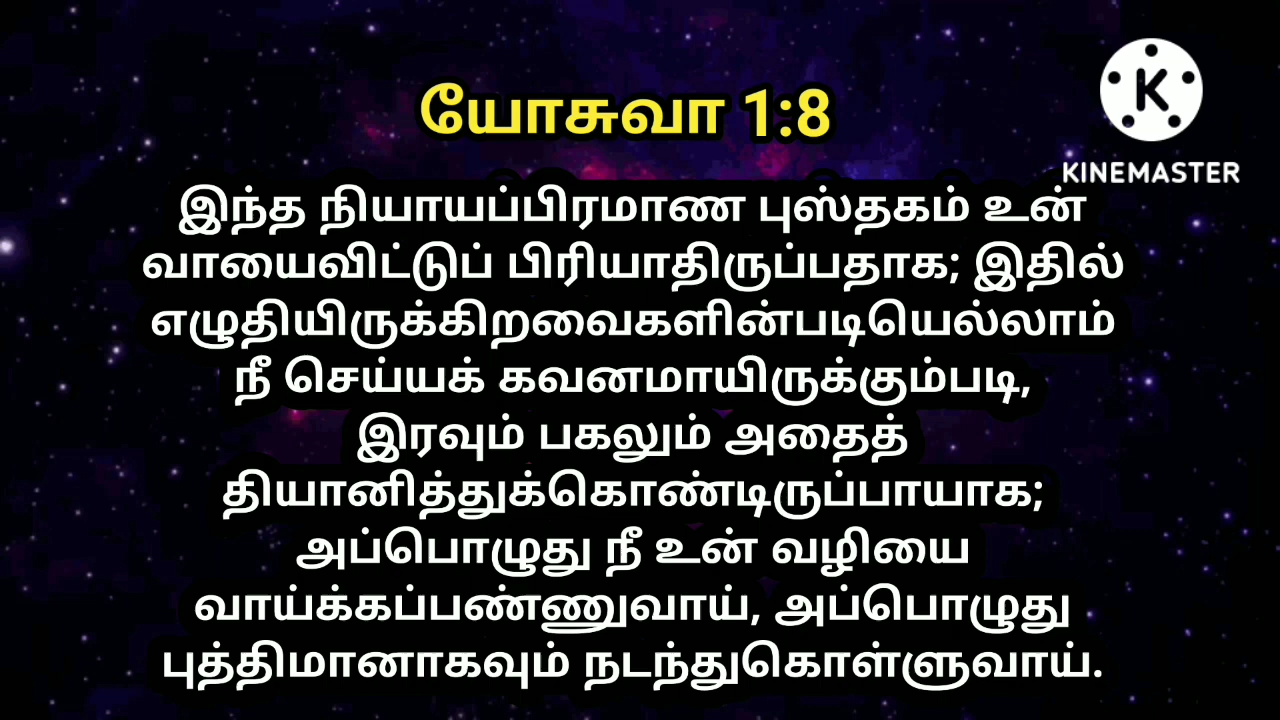 யோசுவா 1:8
K
KINEMASTER
இந்த நியாயப்பிரமாண புஸ்தகம் உன்
வாயைவிட்டுப் பிரியாதிருப்பதாக; இதில்
எழுதியிருக்கிறவைகளின்படியெல்லாம்
நீ செய்யக் கவனமாயிருக்கும்படி,
இரவும் பகலும் அதைத்
தியானித்துக்கொண்டிருப்பாயாக;
அப்பொழுது நீ உன் வழியை
வாய்க்கப்பண்ணுவாய், அப்பொழுது
புத்திமானாகவும் நடந்துகொள்ளுவாய்.